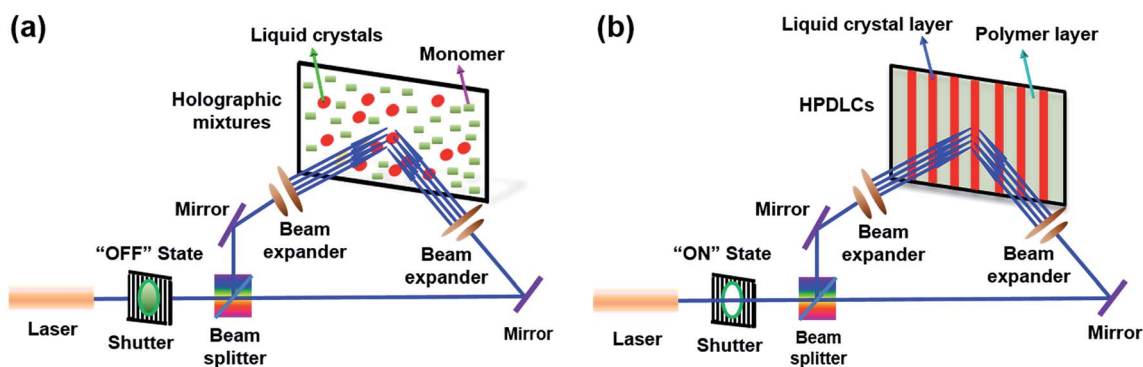 (a)
Liquid crystals
Monomer
Holographic
mixtures
Mirror
Beam
expander
Beam
expander
“OFF” State
Laser
Shutter
Beam
splitter
Mirror
(b)
Liquid crystal layer
Polymer layer
HPDLCs
Mirror
Beam
expander
Beam
expander
“ON” State
Laser
Shutter
Beam
splitter
Mirror